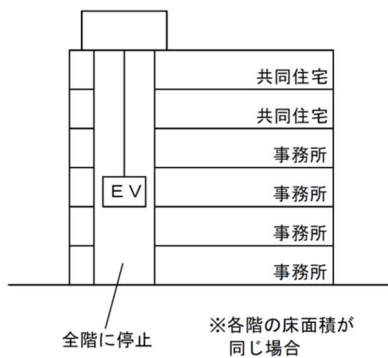 共同住宅
共同住宅
事務所
EV
事務所
事務所
事務所
全階に停止
※各階の床面積が
同じ場合